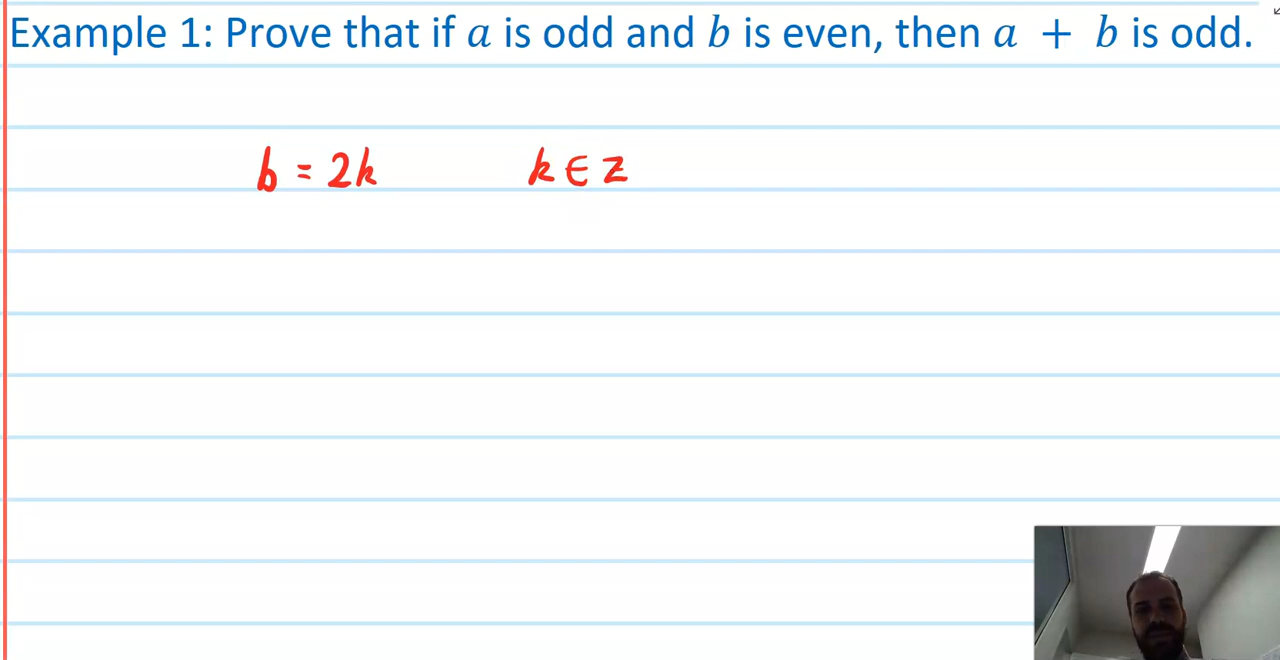 Example 1: Prove that if a is odd and b is even, then a + b is odd.
b = 2k k ∈ z